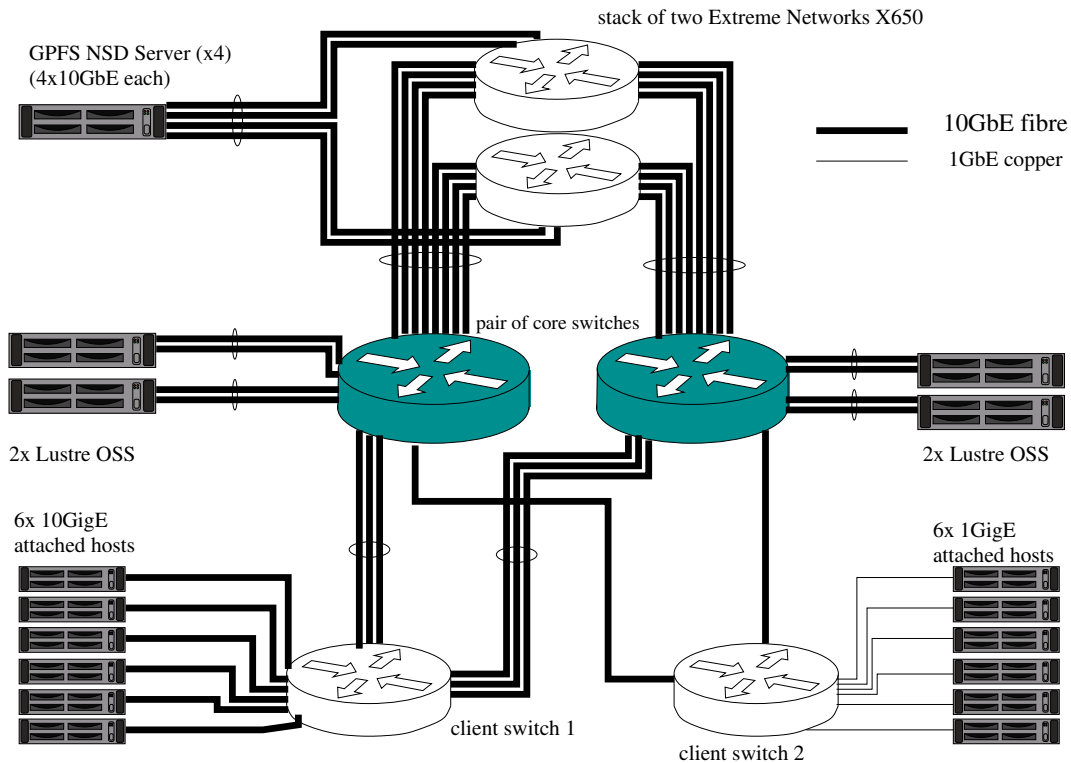 stack of two Extreme Networks X650
GPFS NSD Server (x4)
(4x10GbE each)
10GbE fibre
1GbE copper
pair of core switches
2x Lustre OSS
2x Lustre OSS
6x 10GigE
attached hosts
6x 1GigE
attached hosts
client switch 1
client switch 2